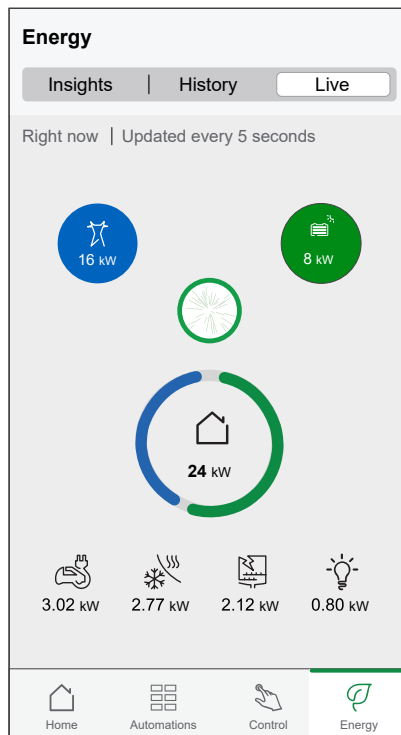 Energy
Insights | History Live
Right now | Updated every 5 seconds
16 kW 8 kW
24 kW
3.02 kW 2.77 kW 2.12 kW 0.80 kW
Home Automations Control Energy